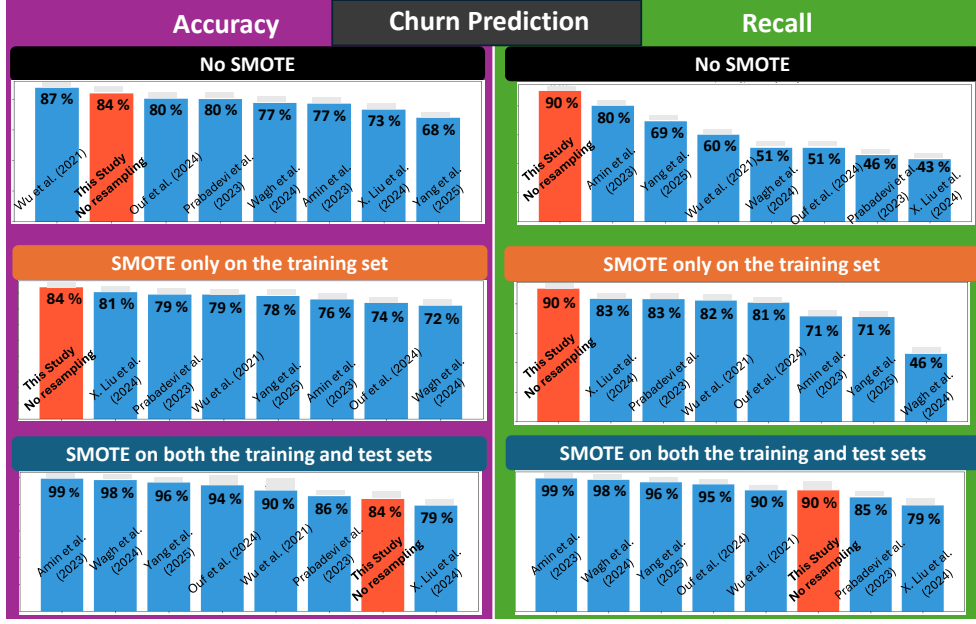 Accuracy
Churn Prediction
Recall
No SMOTE
87 %
84 %
80 %
80 %
77 %
77 %
73 %
68 %
Wu et al. (2021)
This Study
No resampling
Ouf et al. (2024)
Prabadevi et al.
(2023)
Wagh et al.
(2024)
Amin et al.
(2023)
X. Liu et al.
(2024)
Yang et al.
(2025)
No SMOTE
90 %
80 %
69 %
60 %
51 %
51 %
46 %
43 %
This Study
No resampling
Amin et al.
(2023)
Yang et al.
(2025)
Wu et al. (2021)
Wagh et al.
(2024)
Ouf et al. (2024)
Prabadevi et al.
(2023)
X. Liu et al.
(2024)
SMOTE only on the training set
84 %
81 %
79 %
79 %
78 %
76 %
74 %
72 %
This Study
No resampling
X. Liu et al.
(2024)
Prabadevi et al.
(2023)
Wu et al. (2021)
Yang et al.
(2025)
Amin et al.
(2023)
Ouf et al. (2024)
Wagh et al.
(2024)
SMOTE only on the training set
90 %
83 %
83 %
82 %
81 %
71 %
71 %
46 %
This Study
No resampling
X. Liu et al.
(2024)
Prabadevi et al.
(2023)
Wu et al. (2021)
Ouf et al. (2024)
Amin et al.
(2023)
Yang et al.
(2025)
Wagh et al.
(2024)
SMOTE on both the training and test sets
99 %
98 %
96 %
94 %
90 %
86 %
84 %
79 %
Amin et al.
(2023)
Wagh et al.
(2024)
Yang et al.
(2025)
Ouf et al. (2024)
Wu et al. (2021)
Prabadevi et al.
(2023)
This Study
No resampling
X. Liu et al.
(2024)
SMOTE on both the training and test sets
99 %
98 %
96 %
95 %
90 %
90 %
85 %
79 %
Amin et al.
(2023)
Wagh et al.
(2024)
Yang et al.
(2025)
Ouf et al. (2024)
Wu et al. (2021)
This Study
No resampling
Prabadevi et al.
(2023)
X. Liu et al.
(2024)